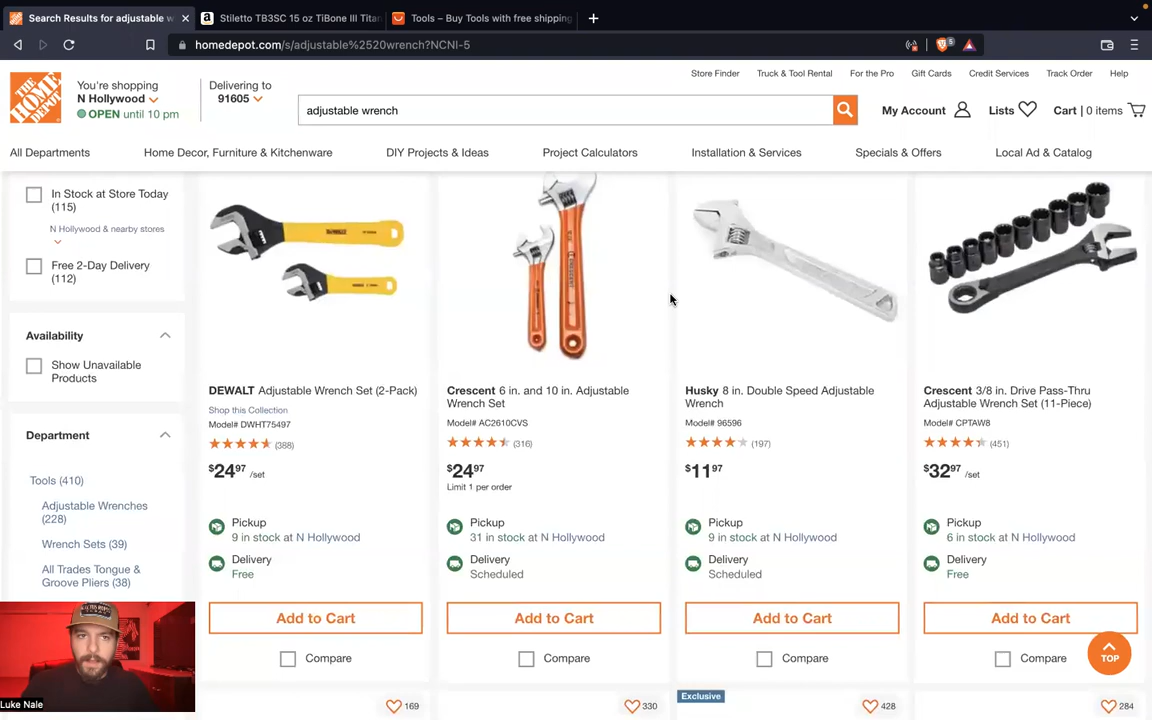 Search Results for adjustable w
Stiletto TB3SC 15 oz TiBone III Titan
Tools – Buy Tools with free shipping
homedepot.com/s/adjustable%2520wrench?NCNI-5
5
Store Finder
Truck & Tool Rental
For the Pro
Gift Cards
Credit Services
Track Order
Help
THE HOME DEPOT
You're shopping
N Hollywood
OPEN until 10 pm
Delivering to
91605
adjustable wrench
My Account
Lists
Cart | 0 items
All Departments
Home Decor, Furniture & Kitchenware
DIY Projects & Ideas
Project Calculators
Installation & Services
Specials & Offers
Local Ad & Catalog
In Stock at Store Today
(115)
N Hollywood & nearby stores
Free 2-Day Delivery
(112)
Availability
Show Unavailable
Products
Department
Tools (410)
Adjustable Wrenches
(228)
Wrench Sets (39)
All Trades Tongue &
Groove Pliers (38)
DEWALT Adjustable Wrench Set (2-Pack)
Shop this Collection
Model# DWHT75497
(388)
$24 97 /set
Pickup
9 in stock at N Hollywood
Delivery
Free
Add to Cart
Compare
169
Crescent 6 in. and 10 in. Adjustable
Wrench Set
Model# AC2610CVS
(316)
$24 97
Limit 1 per order
Pickup
31 in stock at N Hollywood
Delivery
Scheduled
Add to Cart
Compare
330
Husky 8 in. Double Speed Adjustable
Wrench
Model# 96596
(197)
$11 97
Pickup
9 in stock at N Hollywood
Delivery
Scheduled
Add to Cart
Compare
Exclusive
428
Crescent 3/8 in. Drive Pass-Thru
Adjustable Wrench Set (11-Piece)
Model# CPTAW8
(451)
$32 97 /set
Pickup
6 in stock at N Hollywood
Delivery
Free
Add to Cart
Compare
284
TOP
Luke Nale